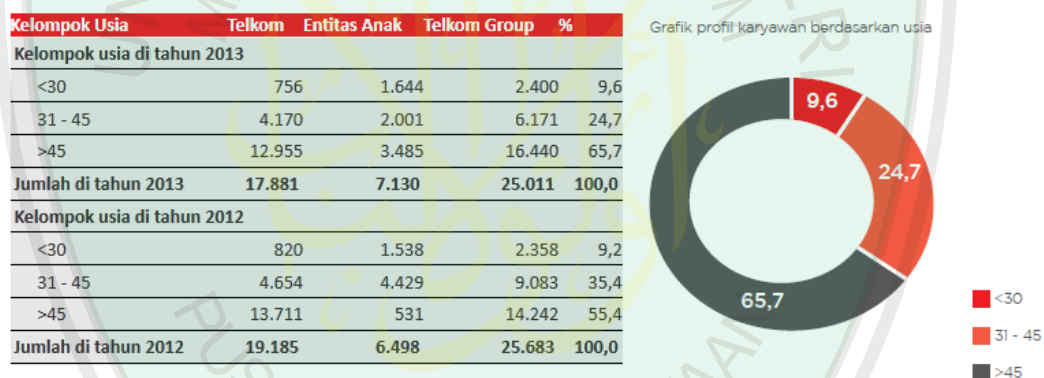 Kelompok Usia Telkom Entitas Anak Telkom Group %
Kelompok usia di tahun 2013
<30 756 1.644 2.400 9,6
31 - 45 4.170 2.001 6.171 24,7
>45 12.955 3.485 16.440 65,7
Jumlah di tahun 2013 17.881 7.130 25.011 100,0
Kelompok usia di tahun 2012
<30 820 1.538 2.358 9,2
31 - 45 4.654 4.429 9.083 35,4
>45 13.711 531 14.242 55,4
Jumlah di tahun 2012 19.185 6.498 25.683 100,0
Grafik profil karyawan berdasarkan usia
9,6
24,7
65,7
<30
31 - 45
>45